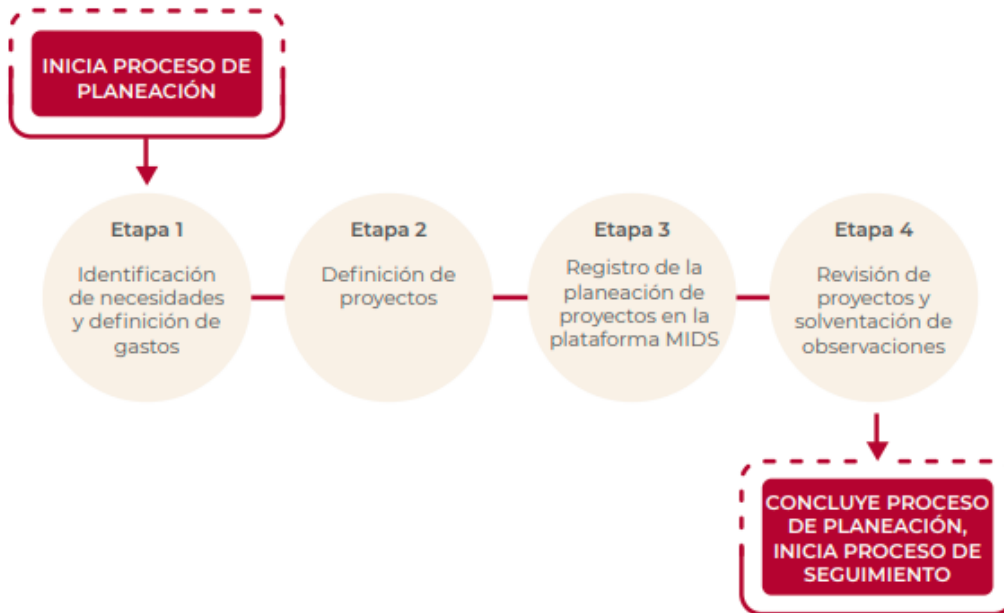 INICIA PROCESO DE
PLANEACIÓN
Etapa 1
Identificación
de necesidades
y definición de
gastos
Etapa 2
Definición de
proyectos
Etapa 3
Registro de la
planeación de
proyectos en la
plataforma MIDS
Etapa 4
Revisión de
proyectos y
solventación de
observaciones
CONCLUYE PROCESO
DE PLANEACIÓN,
INICIA PROCESO DE
SEGUIMIENTO